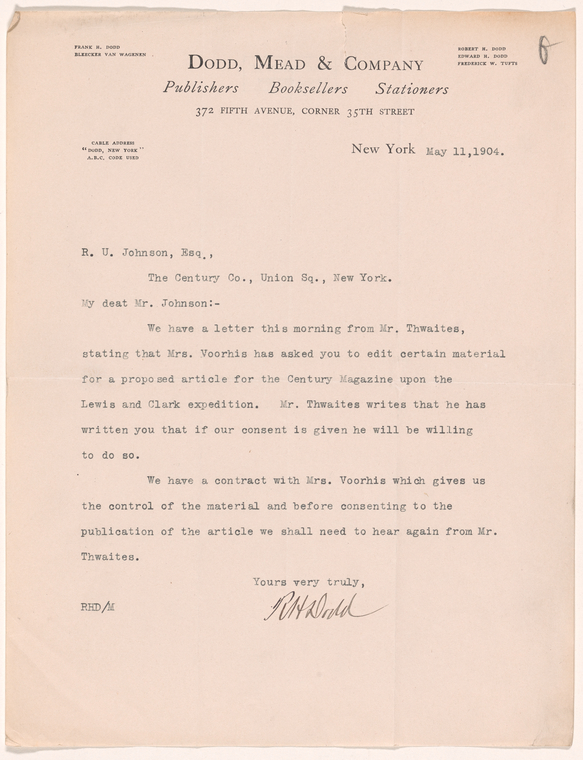 FRANK H. DODD
BLEECKER VAN WAGENEN
ROBERT H. DODD
EDWARD H. DODD
FREDERICK W. TUFTS
6
DODD, MEAD & COMPANY
Publishers Booksellers Stationers
372 FIFTH AVENUE, CORNER 35TH STREET
CABLE ADDRESS
"DODD, NEW YORK"
A.B.C. CODE USED
New York May 11,1904.
R. U. Johnson, Esq.,
The Century Co., Union Sq., New York.
My deat Mr. Johnson:-
We have a letter this morning from Mr. Thwaites,
stating that Mrs. Voorhis has asked you to edit certain material
for a proposed article for the Century Magazine upon the
Lewis and Clark expedition. Mr. Thwaites writes that he has
written you that if our consent is given he will be willing
to do so.
We have a contract with Mrs. Voorhis which gives us
the control of the material and before consenting to the
publication of the article we shall need to hear again from Mr.
Thwaites.
Yours very truly,
RHD/M
RHDodd